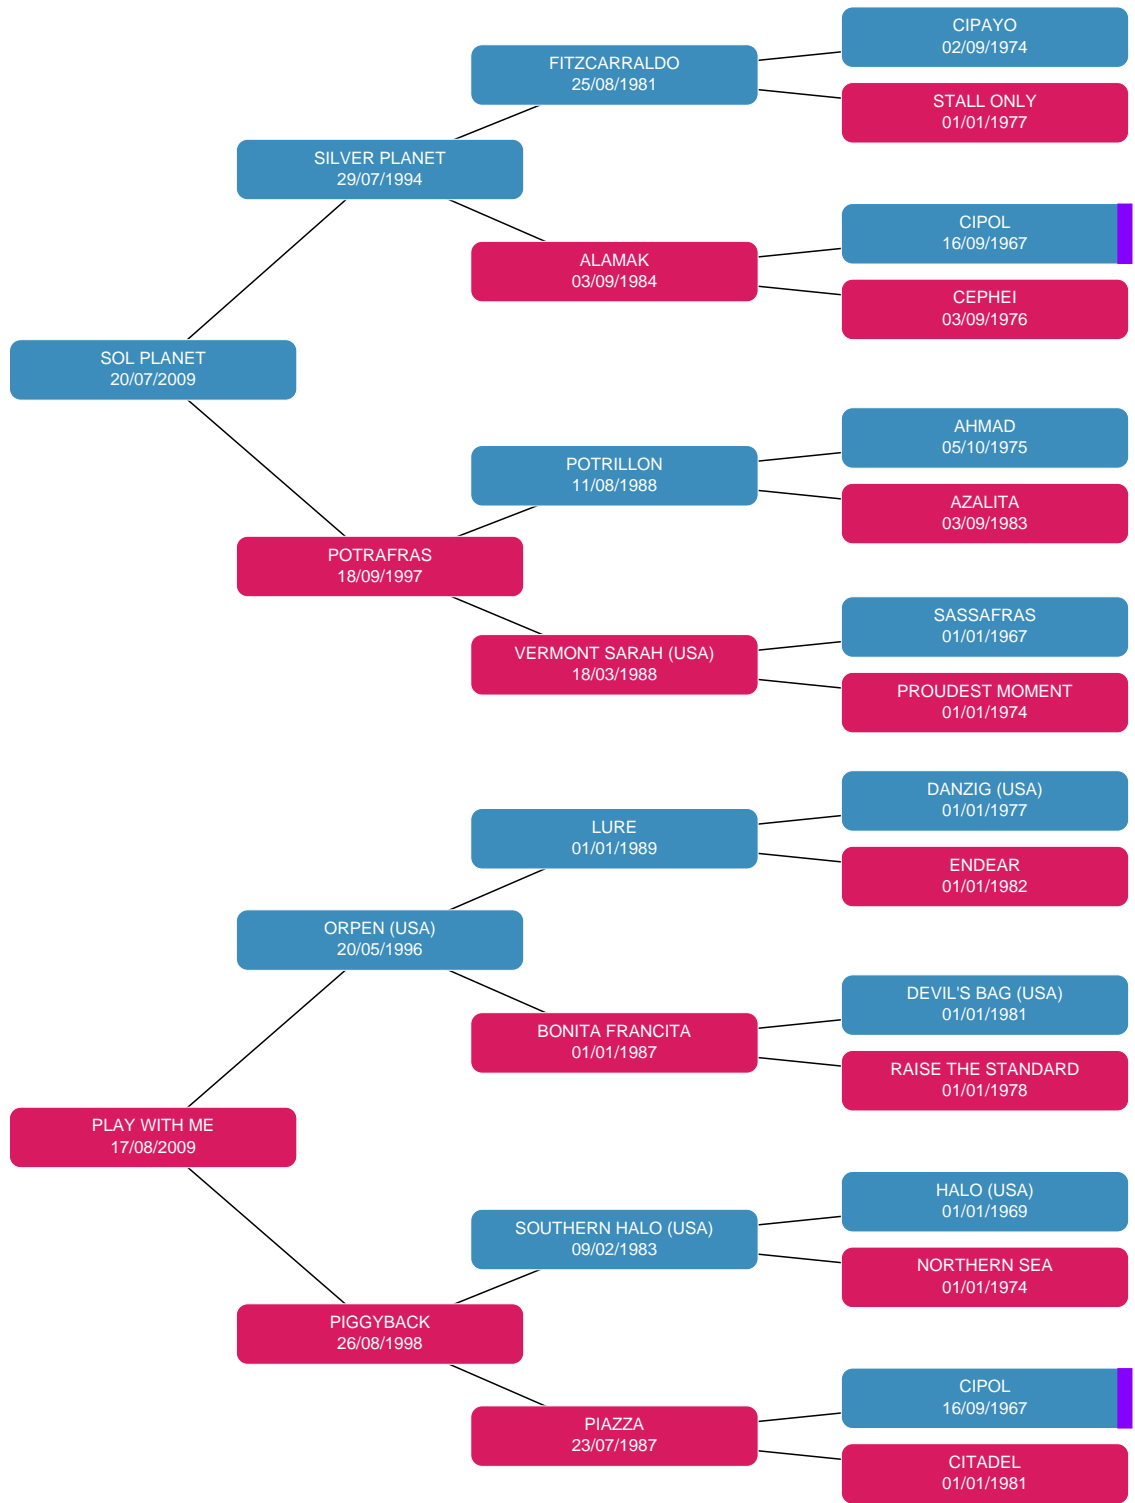 CIPAYO
02/09/1974
FITZCARRALDO
25/08/1981
STALL ONLY
01/01/1977
SILVER PLANET
29/07/1994
CIPOL
16/09/1967
ALAMAK
03/09/1984
CEPHEI
03/09/1976
SOL PLANET
20/07/2009
AHMAD
05/10/1975
POTRILLON
11/08/1988
AZALITA
03/09/1983
POTRAFRAS
18/09/1997
SASSAFRAS
01/01/1967
VERMONT SARAH (USA)
18/03/1988
PROUDEST MOMENT
01/01/1974
DANZIG (USA)
01/01/1977
LURE
01/01/1989
ENDEAR
01/01/1982
ORPEN (USA)
20/05/1996
DEVIL'S BAG (USA)
01/01/1981
BONITA FRANCITA
01/01/1987
RAISE THE STANDARD
01/01/1978
PLAY WITH ME
17/08/2009
HALO (USA)
01/01/1969
SOUTHERN HALO (USA)
09/02/1983
NORTHERN SEA
01/01/1974
PIGGYBACK
26/08/1998
CIPOL
16/09/1967
PIAZZA
23/07/1987
CITADEL
01/01/1981